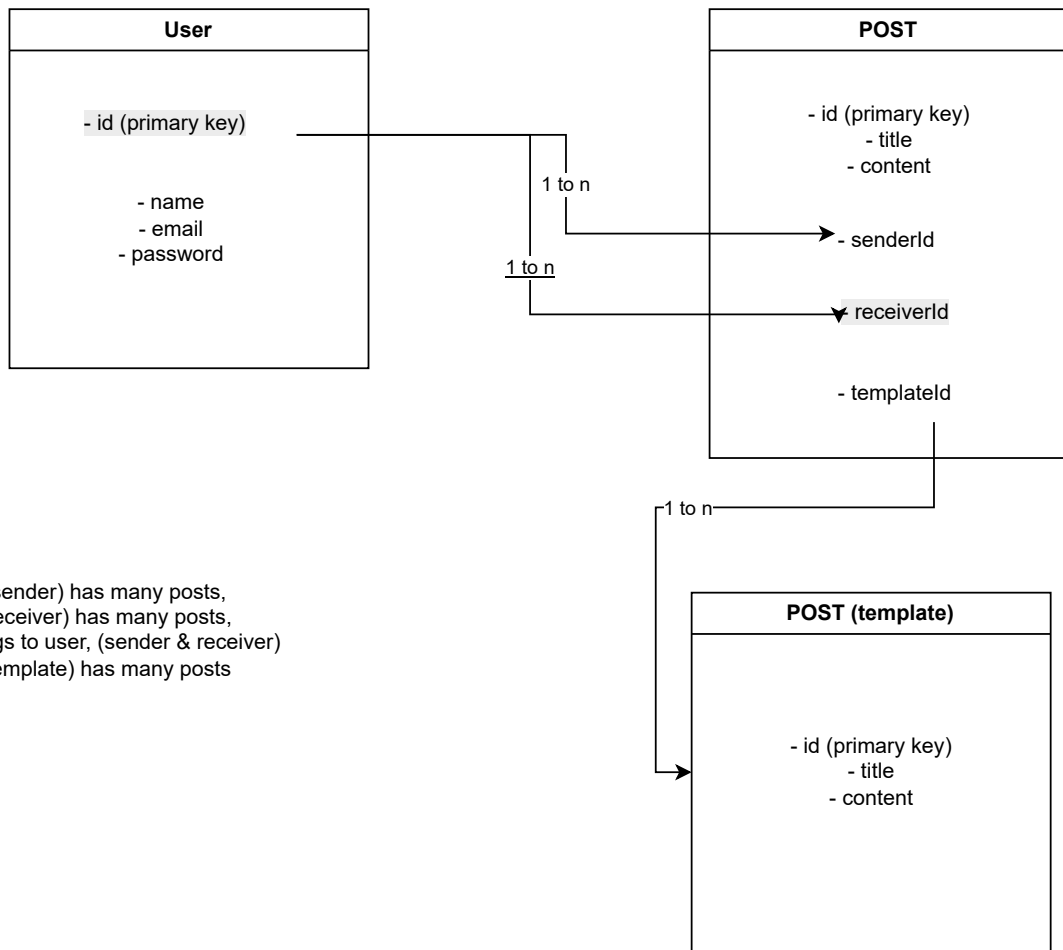 User
- id (primary key)
- name
- email
- password
1 to n
1 to n
POST
- id (primary key)
- title
- content
- senderId
- receiverId
- templateId
1 to n
sender) has many posts,
eceiver) has many posts,
gs to user, (sender & receiver)
emplate) has many posts
POST (template)
- id (primary key)
- title
- content